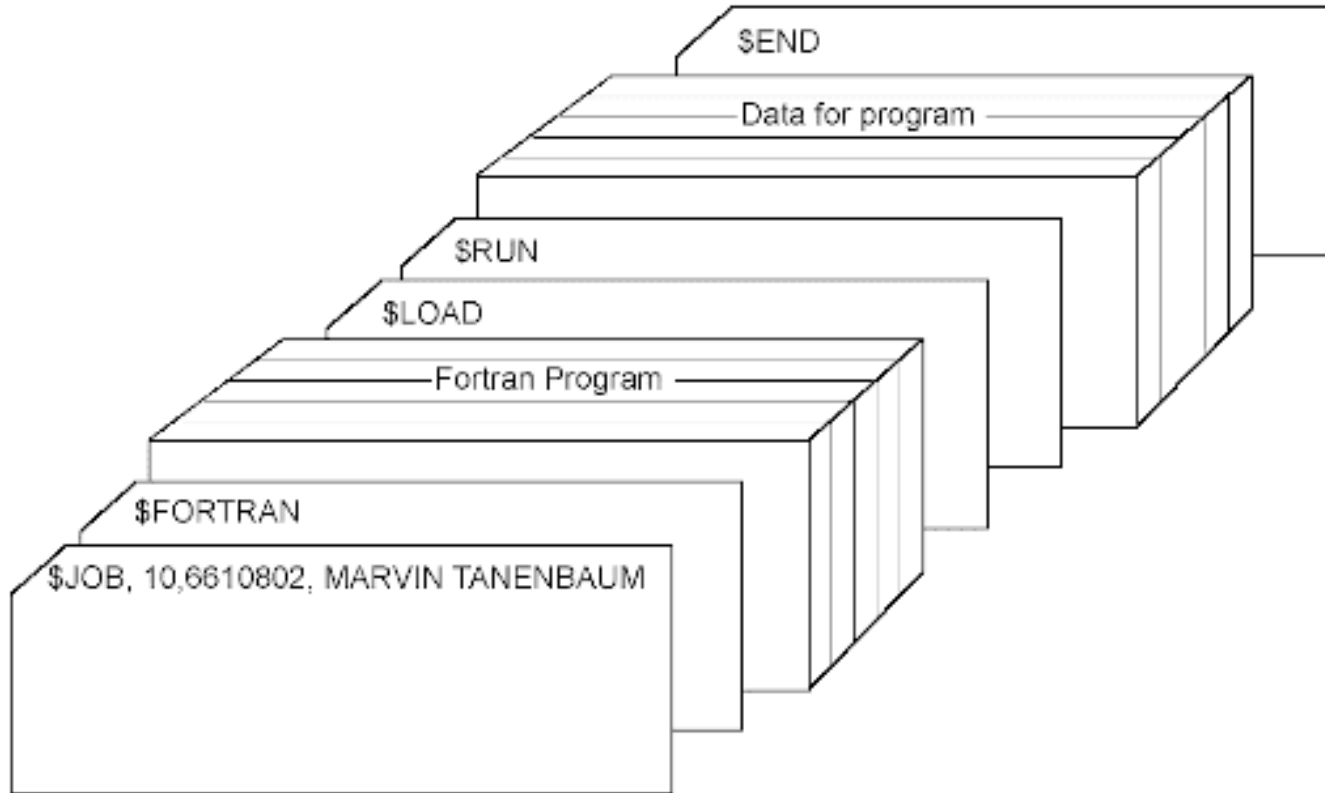 $END
Data for program
$RUN
$LOAD
Fortran Program
$FORTRAN
$JOB, 10,6610802, MARVIN TANENBAUM